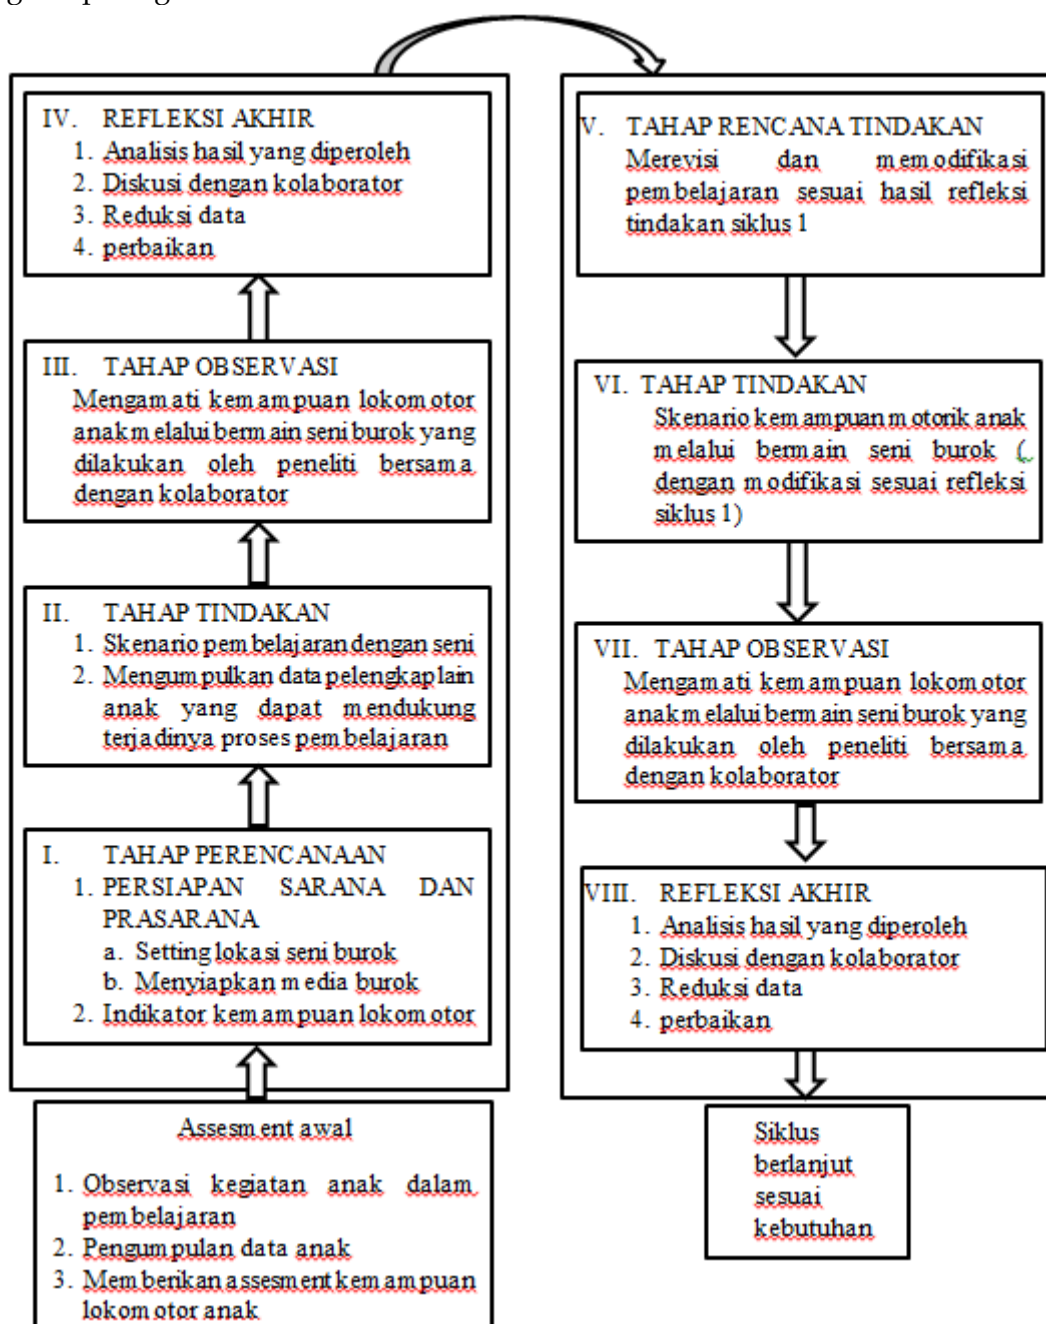 IV. REFLEKSI AKHIR
1. Analisis hasil yang diperoleh
2. Diskusi dengan kolaborator
3. Reduksi data
4. perbaikan
III. TAHAP OBSERVASI
Mengamati kemampuan lokomotor
anak melalui bermain seni burok yang
dilakukan oleh peneliti bersama
dengan kolaborator
II. TAHAP TINDAKAN
1. Skenario pembelajaran dengan seni
2. Mengumpulkan data pelengkap lain
anak yang dapat mendukung
terjadinya proses pembelajaran
I. TAHAP PERENCANAAN
1. PERSIAPAN SARANA DAN
PRASARANA
a. Setting lokasi seni burok
b. Menyiapkan media burok
2. Indikator kemampuan lokomotor
Assesment awal
1. Observasi kegiatan anak dalam
pembelajaran
2. Pengumpulan data anak
3. Memberikan assesment kemampuan
lokomotor anak
V. TAHAP RENCANA TINDAKAN
Merevisi dan memodifikasi
pembelajaran sesuai hasil refleksi
tindakan siklus 1
VI. TAHAP TINDAKAN
Skenario kemampuan motorik anak
melalui bermain seni burok (
dengan modifikasi sesuai refleksi
siklus 1)
VII. TAHAP OBSERVASI
Mengamati kemampuan lokomotor
anak melalui bermain seni burok yang
dilakukan oleh peneliti bersama
dengan kolaborator
VIII. REFLEKSI AKHIR
1. Analisis hasil yang diperoleh
2. Diskusi dengan kolaborator
3. Reduksi data
4. perbaikan
Siklus
berlanjut
sesuai
kebutuhan